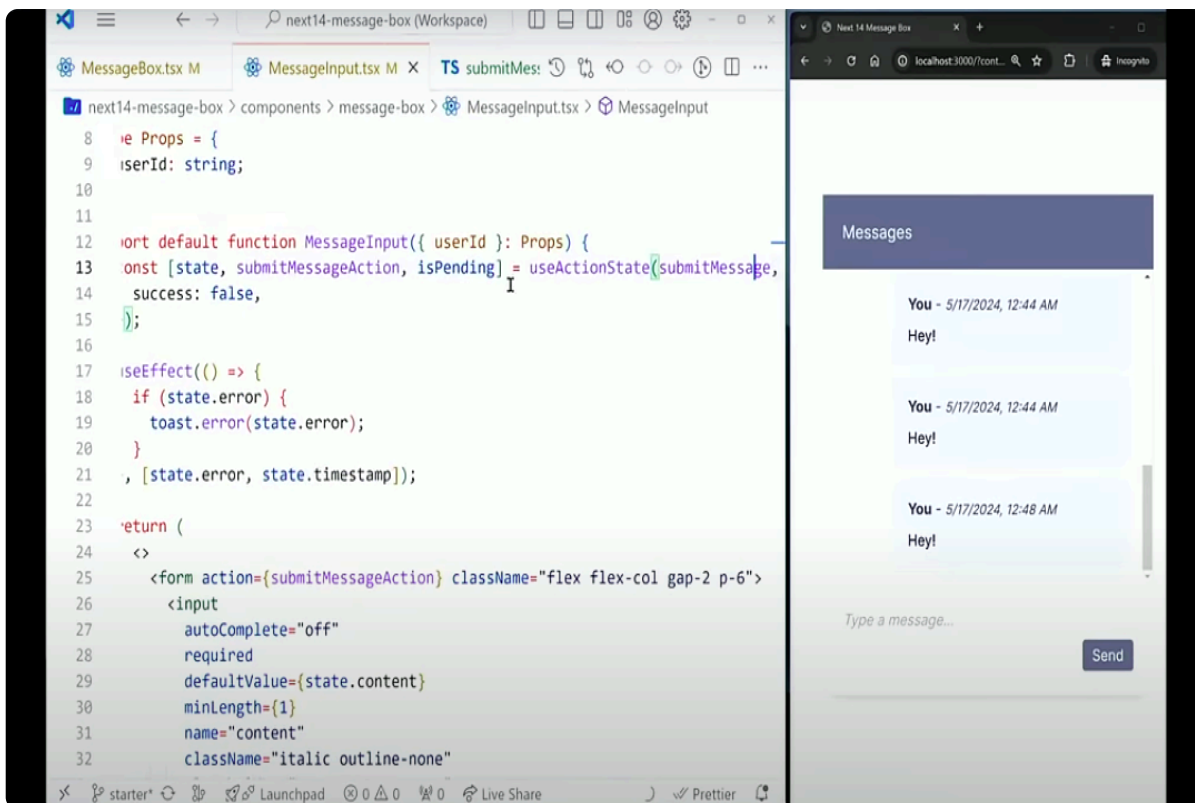 next14-message-box (Workspace)
MessageBox.tsx M
MessageInput.tsx M
TS submitMes
next14-message-box > components > message-box > MessageInput.tsx > MessageInput
8 e Props = {
9 userId: string;
10
11
12 ort default function MessageInput({ userId }: Props) {
13 onst [state, submitMessageAction, isPending] = useActionState(submitMessage,
14 success: false,
15 );
16
17 seEffect(() => {
18 if (state.error) {
19 toast.error(state.error);
20 }
21 , [state.error, state.timestamp]);
22
23 eturn (
24 <>
25 <form action={submitMessageAction} className="flex flex-col gap-2 p-6">
26 <input
27 autoComplete="off"
28 required
29 defaultValue={state.content}
30 minLength={1}
31 name="content"
32 className="italic outline-none"
starter* Launchpad 0 0 0 Live Share Prettier
Next 14 Message Box
localhost:3000/?cont...
Incognito
Messages
You - 5/17/2024, 12:44 AM
Hey!
You - 5/17/2024, 12:44 AM
Hey!
You - 5/17/2024, 12:48 AM
Hey!
Type a message...
Send